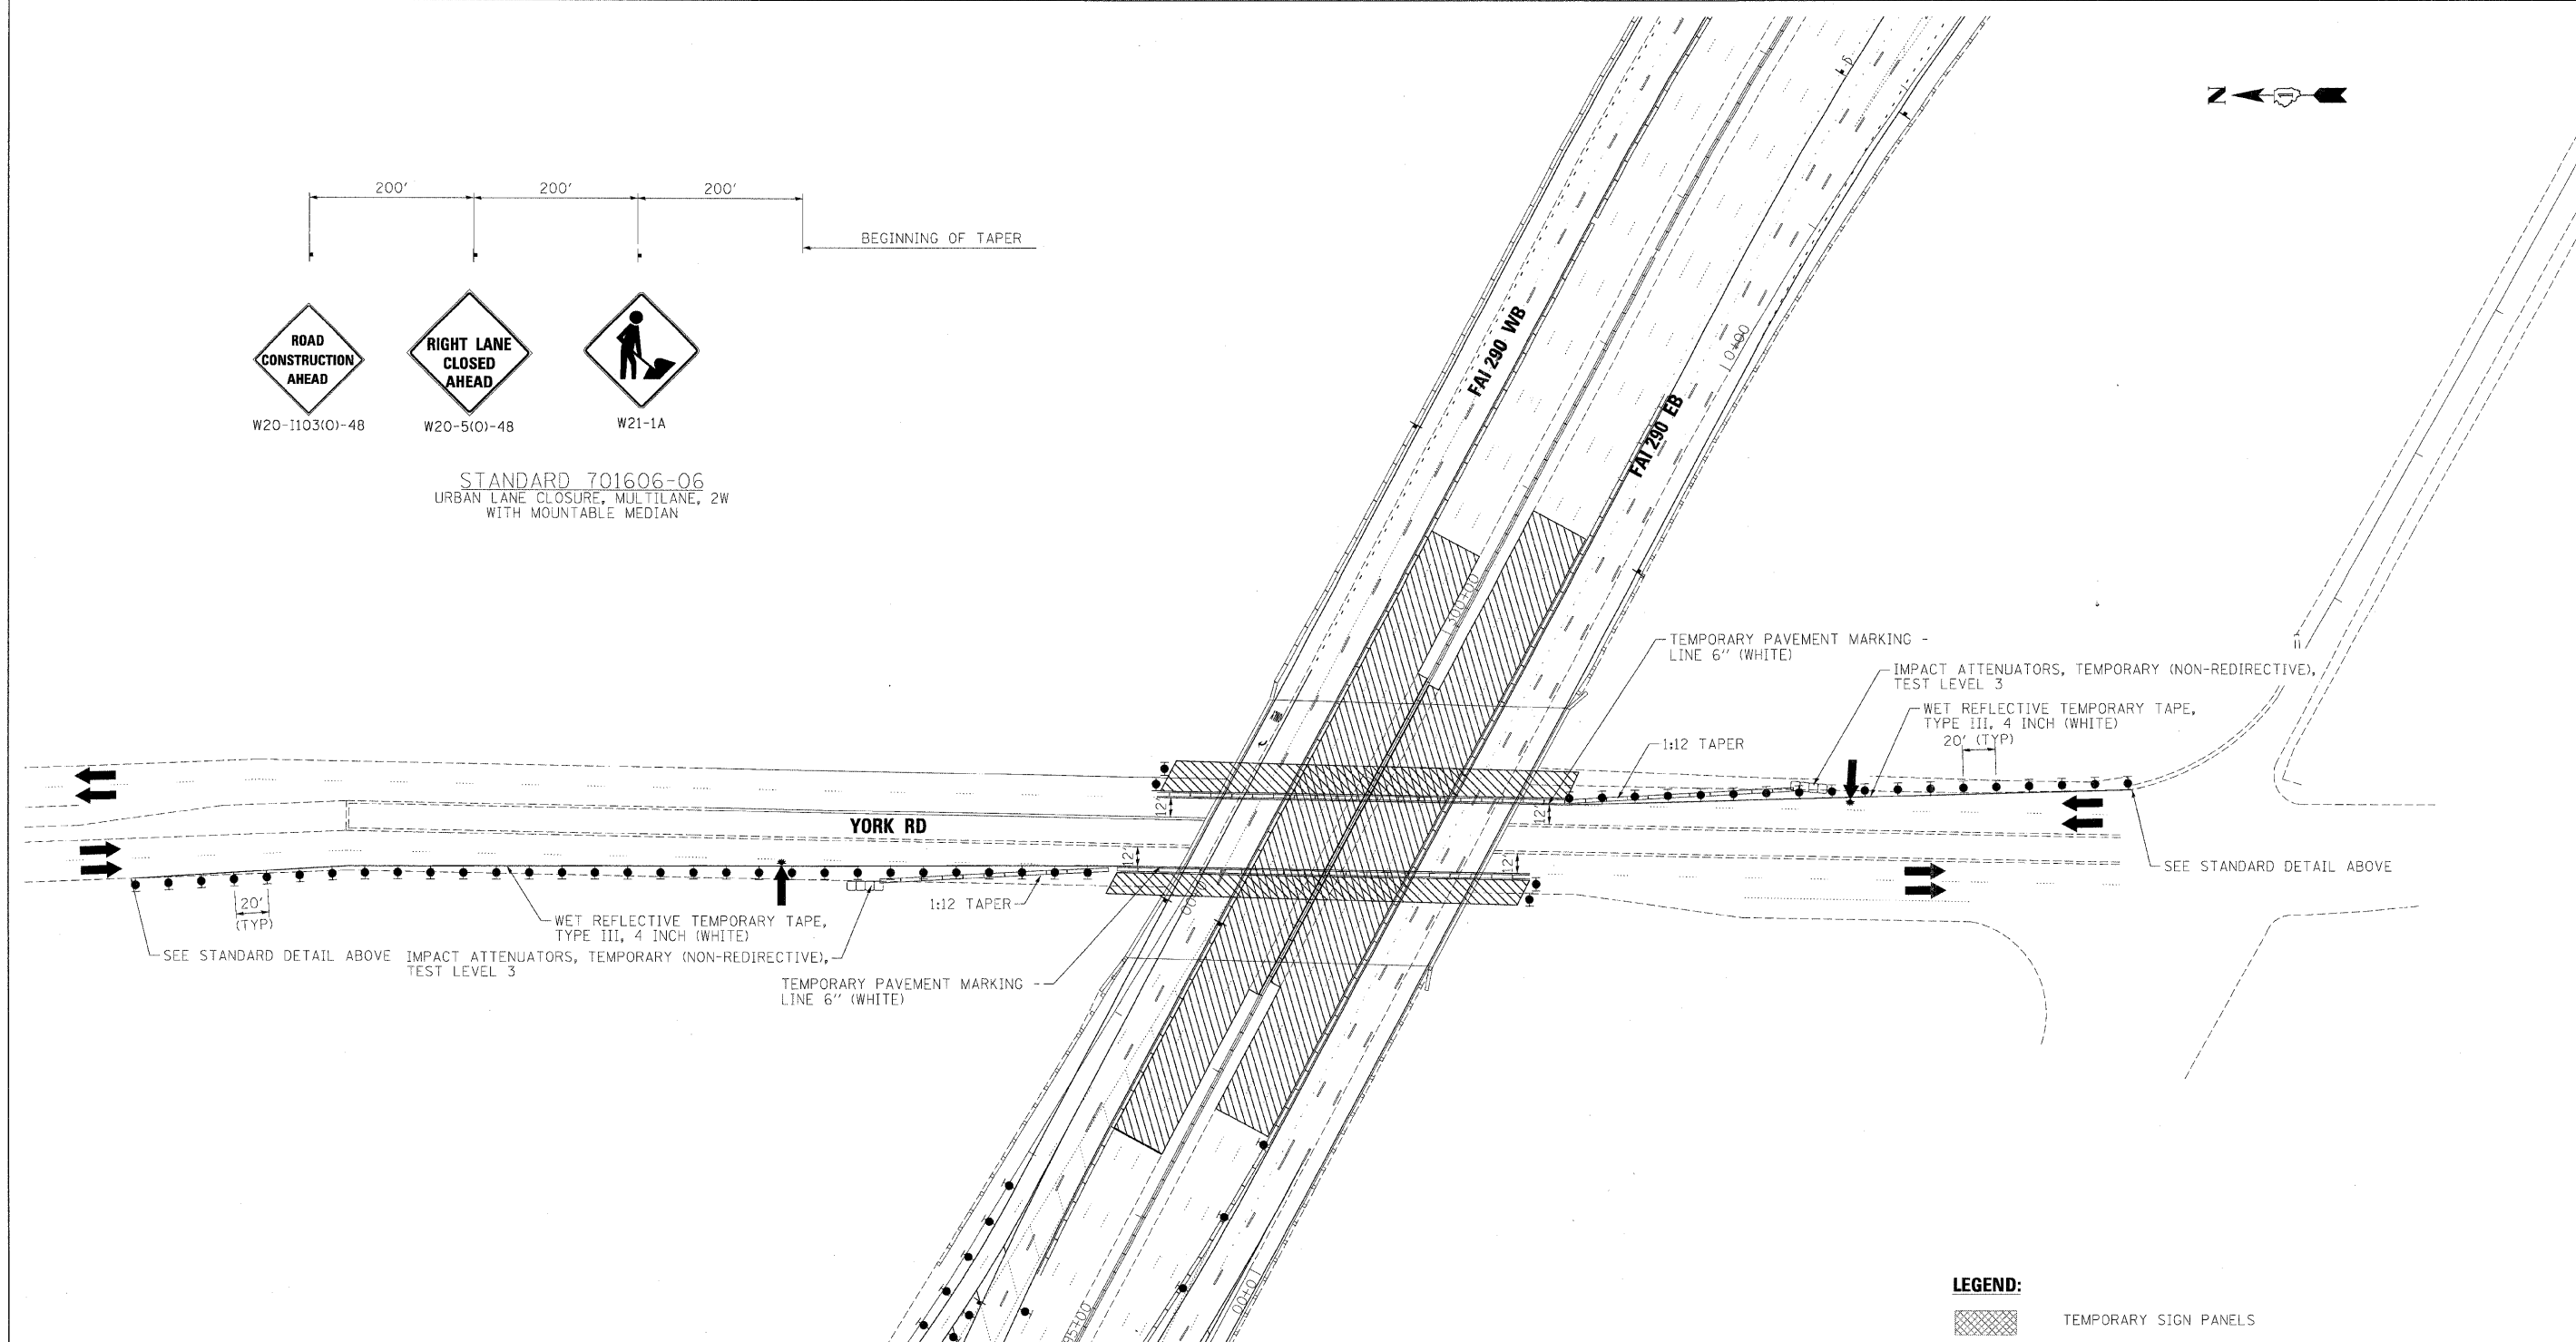 N
200'
200'
200'
BEGINNING OF TAPER
ROAD
CONSTRUCTION
AHEAD
RIGHT LANE
CLOSED
AHEAD
W20-I103(O)-48
W20-5(O)-48
W21-1A
STANDARD 701606-06
URBAN LANE CLOSURE, MULTILANE, 2W
WITH MOUNTABLE MEDIAN
FAI 290 WB
FAI 290 EB
TEMPORARY PAVEMENT MARKING -
LINE 6" (WHITE)
IMPACT ATTENUATORS, TEMPORARY (NON-REDIRECTIVE),
TEST LEVEL 3
WET REFLECTIVE TEMPORARY TAPE,
TYPE III, 4 INCH (WHITE)
20' (TYP)
1:12 TAPER
12'
12'
YORK RD
12'
12'
SEE STANDARD DETAIL ABOVE
20'
(TYP)
1:12 TAPER
WET REFLECTIVE TEMPORARY TAPE,
TYPE III, 4 INCH (WHITE)
SEE STANDARD DETAIL ABOVE
IMPACT ATTENUATORS, TEMPORARY (NON-REDIRECTIVE),
TEST LEVEL 3
TEMPORARY PAVEMENT MARKING -
LINE 6" (WHITE)
LEGEND:
TEMPORARY SIGN PANELS